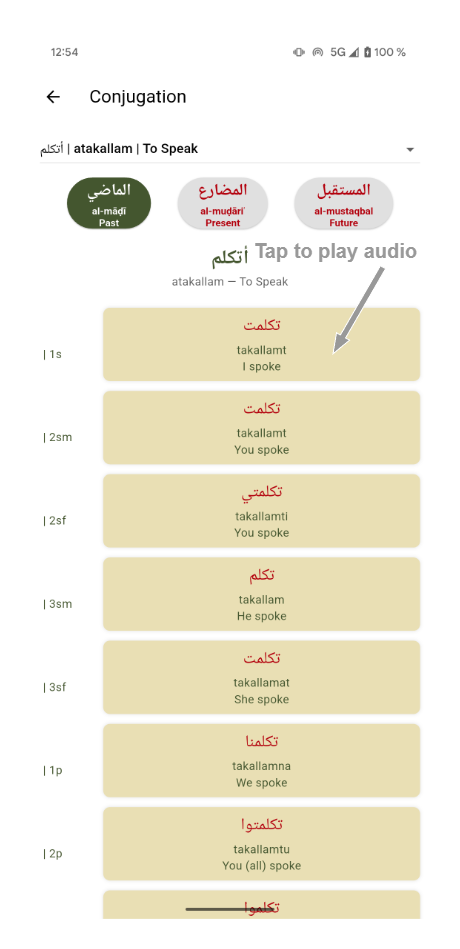 12:54 5G 100 %
Conjugation
أتكلم | atakallam | To Speak
الماضي
al-māḍī
Past
المضارع
al-muḍāriʿ
Present
المستقبل
al-mustaqbal
Future
أتكلم
Tap to play audio
atakallam — To Speak
| 1s
تكلمت
takallamt
I spoke
| 2sm
تكلمت
takallamt
You spoke
| 2sf
تكلمتي
takallamti
You spoke
| 3sm
تكلم
takallam
He spoke
| 3sf
تكلمت
takallamat
She spoke
| 1p
تكلمنا
takallamna
We spoke
| 2p
تكلمتوا
takallamtu
You (all) spoke
تكلموا